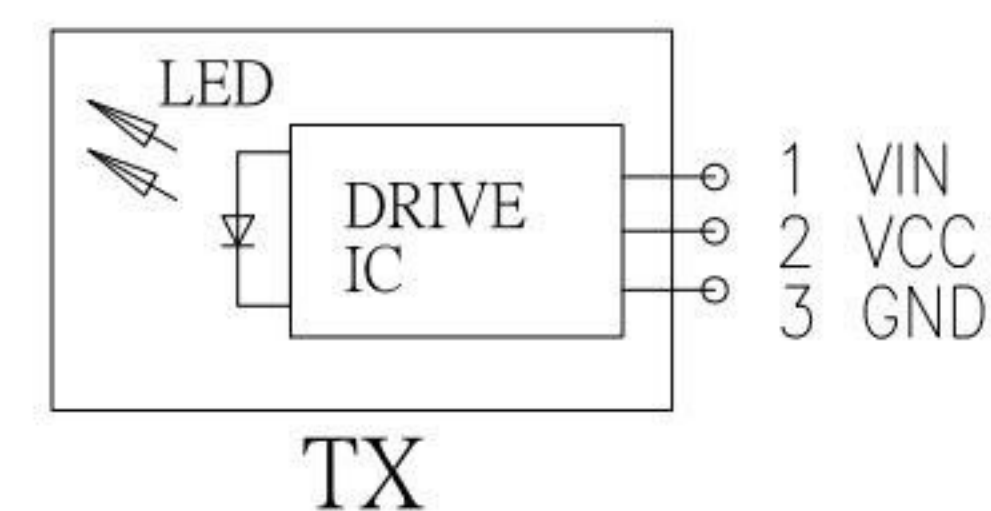 LED
DRIVE
IC
1 VIN
2 VCC
3 GND
TX